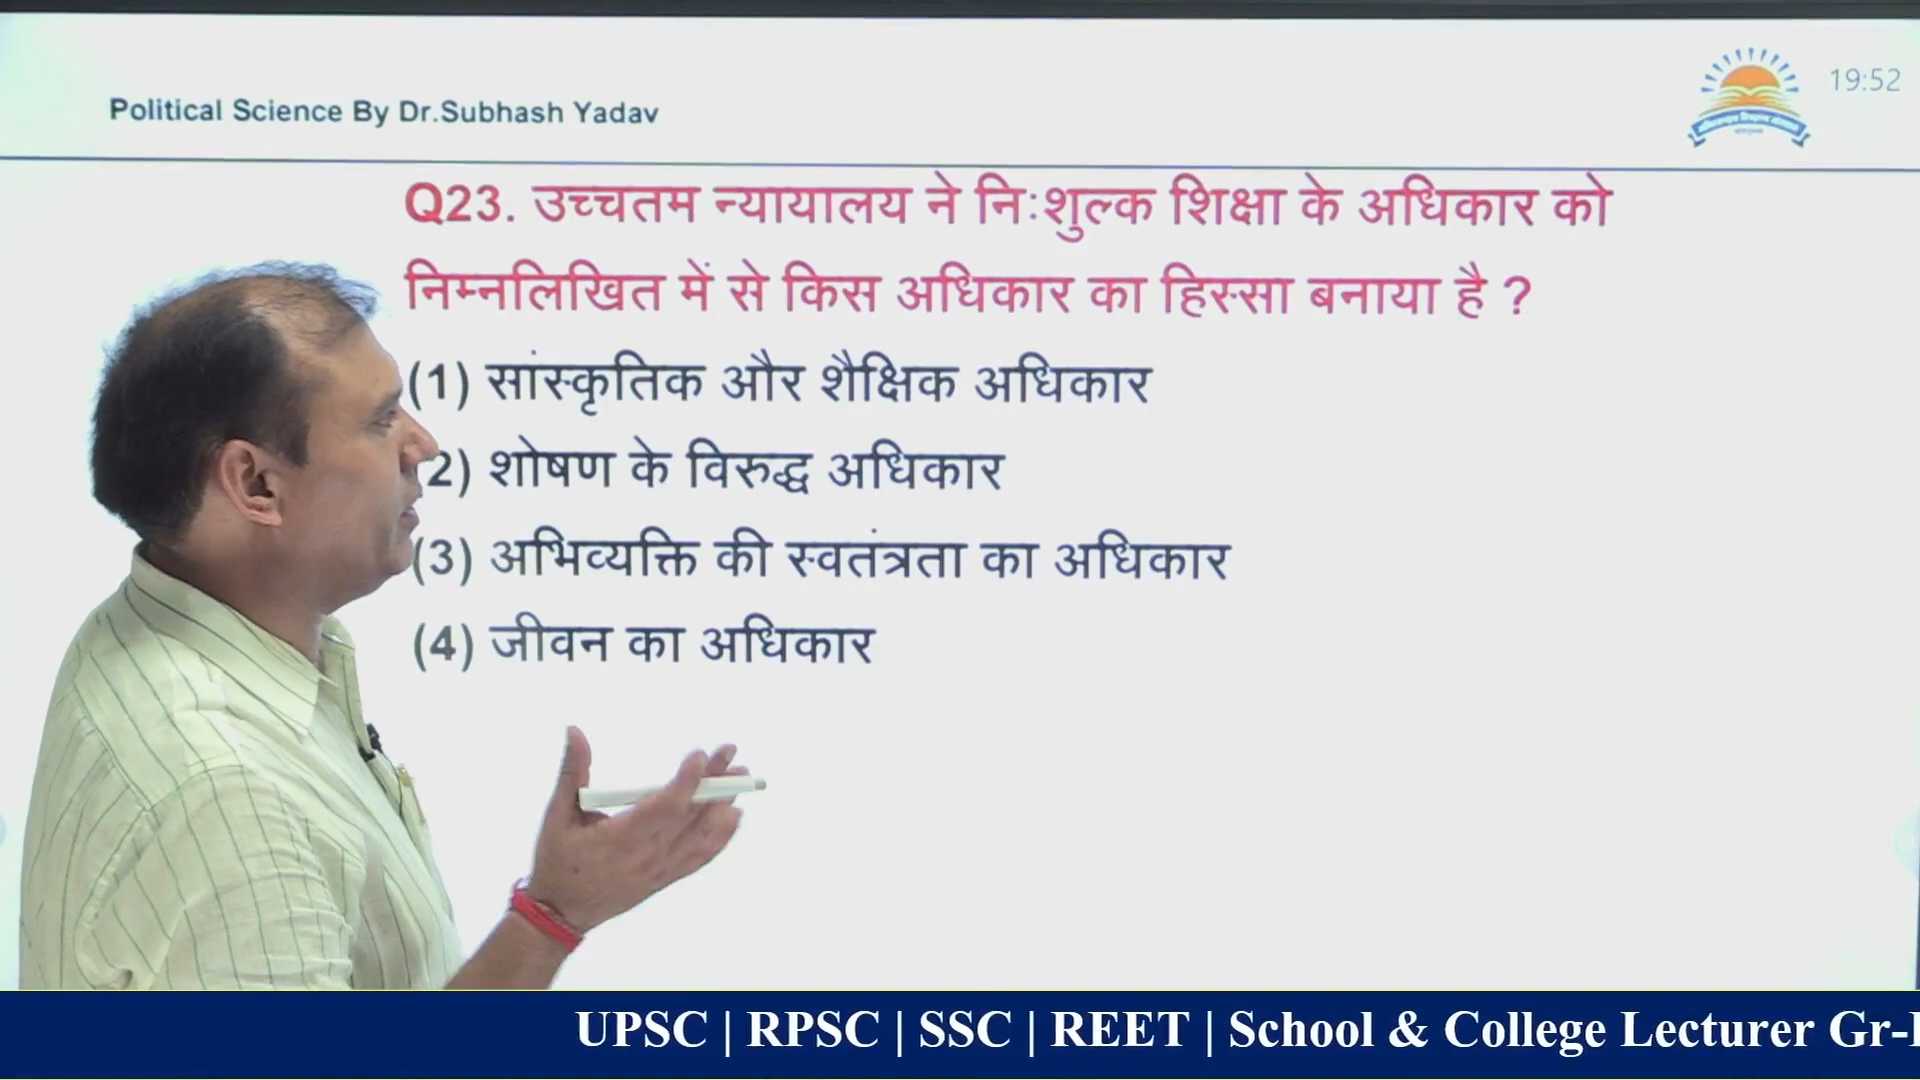 Political Science By Dr.Subhash Yadav
19:52
Q23. उच्चतम न्यायालय ने निःशुल्क शिक्षा के अधिकार को
निम्नलिखित में से किस अधिकार का हिस्सा बनाया है ?
(1) सांस्कृतिक और शैक्षिक अधिकार
2) शोषण के विरुद्ध अधिकार
(3) अभिव्यक्ति की स्वतंत्रता का अधिकार
(4) जीवन का अधिकार
UPSC | RPSC | SSC | REET | School & College Lecturer Gr-I